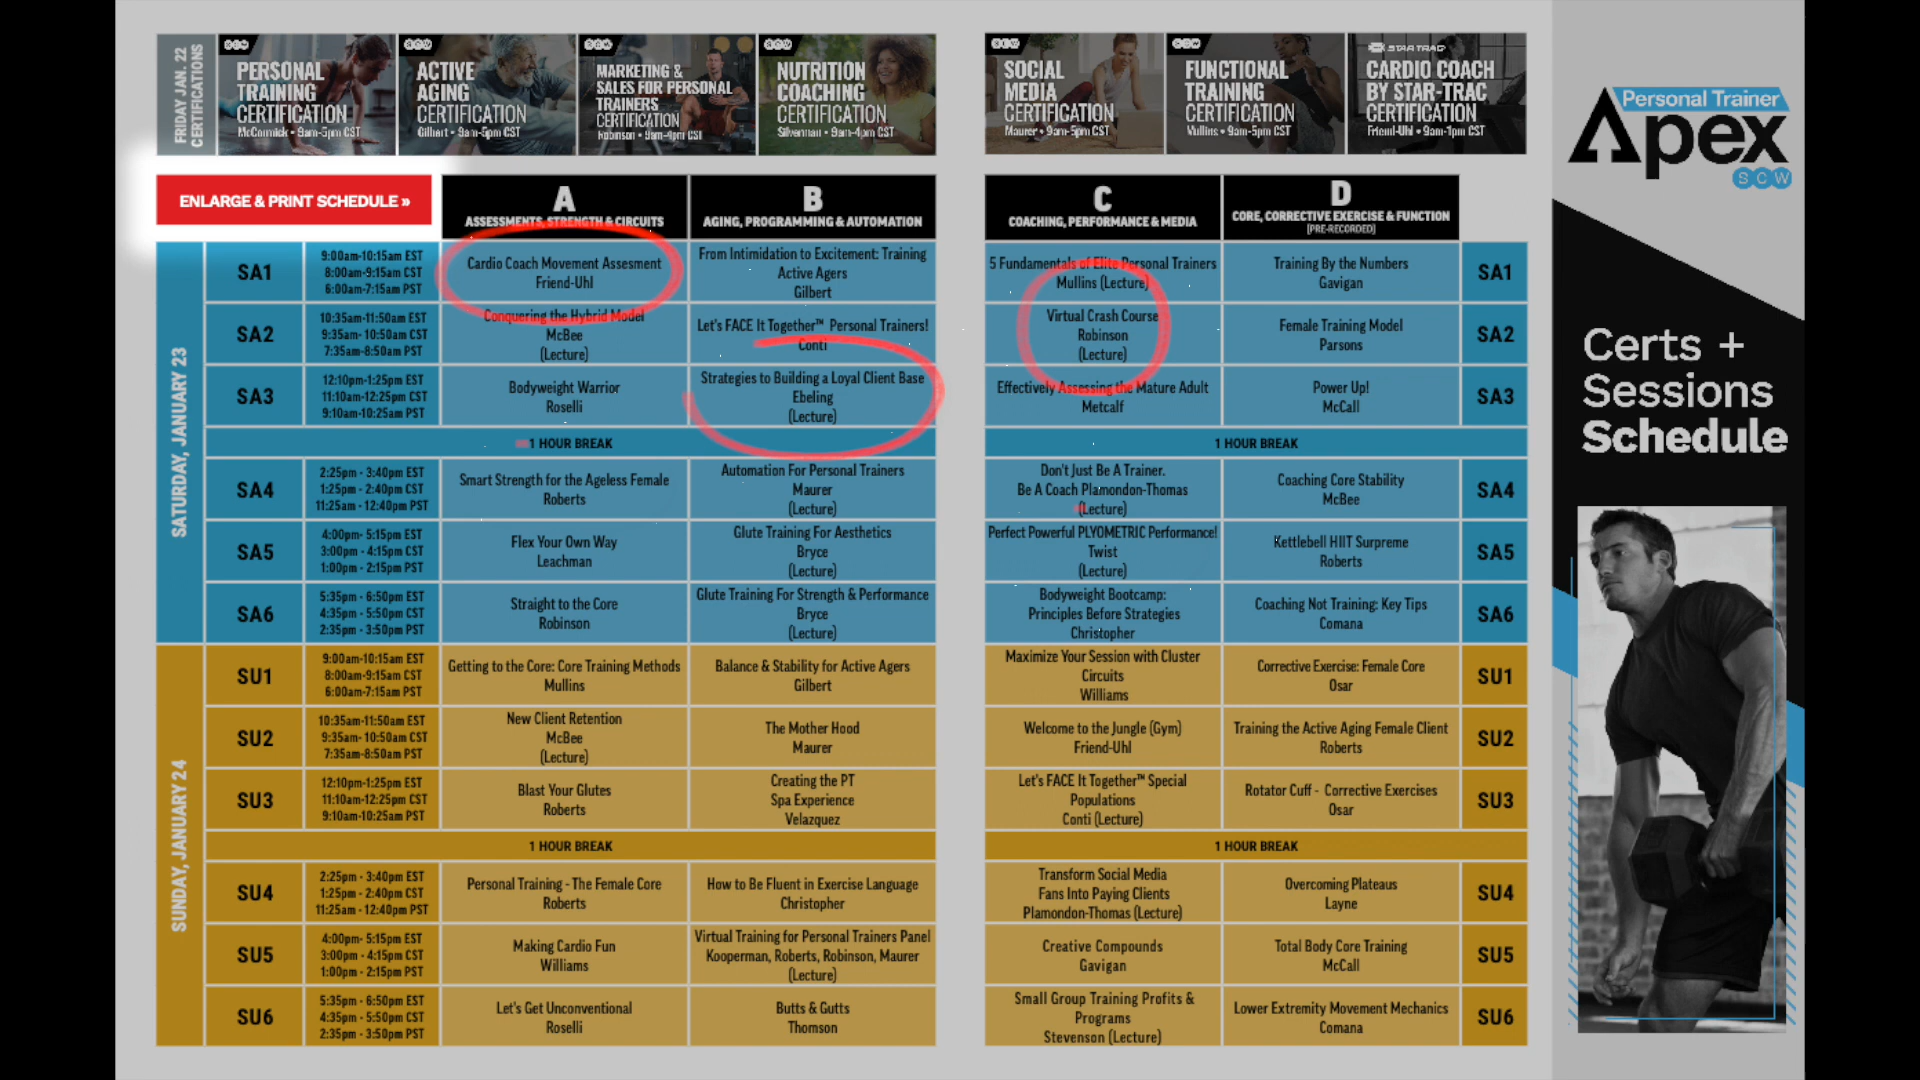 FRIDAY JAN. 22
CERTIFICATIONS
SCW
PERSONAL
TRAINING
CERTIFICATION
McCormick • 9am-5pm CST
SCW
ACTIVE
AGING
CERTIFICATION
Gilbert • 9am-5pm CST
SCW
MARKETING &
SALES FOR PERSONAL
TRAINERS
CERTIFICATION
Robinson • 9am-4pm CST
SCW
NUTRITION
COACHING
CERTIFICATION
Silverman • 9am-4pm CST
SCW
SOCIAL
MEDIA
CERTIFICATION
Maurer • 9am-5pm CST
SCW
FUNCTIONAL
TRAINING
CERTIFICATION
Mullins • 9am-5pm CST
STAR TRAC
CARDIO COACH
BY STAR-TRAC
CERTIFICATION
Friend-Uhl • 9am-1pm CST
Personal Trainer
Apex
SCW
Certs +
Sessions
Schedule
ENLARGE & PRINT SCHEDULE »
A
ASSESSMENTS, STRENGTH & CIRCUITS
B
AGING, PROGRAMMING & AUTOMATION
C
COACHING, PERFORMANCE & MEDIA
D
CORE, CORRECTIVE EXERCISE & FUNCTION
(PRE-RECORDED)
SATURDAY, JANUARY 23
SA1
9:00am-10:15am EST
8:00am-9:15am CST
6:00am-7:15am PST
Cardio Coach Movement Assesment
Friend-Uhl
From Intimidation to Excitement: Training
Active Agers
Gilbert
5 Fundamentals of Elite Personal Trainers
Mullins (Lecture)
Training By the Numbers
Gavigan
SA1
SA2
10:35am-11:50am EST
9:35am- 10:50am CST
7:35am-8:50am PST
Conquering the Hybrid Model
McBee
(Lecture)
Let's FACE It Together™ Personal Trainers!
Conti
Virtual Crash Course
Robinson
(Lecture)
Female Training Model
Parsons
SA2
SA3
12:10pm-1:25pm EST
11:10am-12:25pm CST
9:10am-10:25am PST
Bodyweight Warrior
Roselli
Strategies to Building a Loyal Client Base
Ebeling
(Lecture)
Effectively Assessing the Mature Adult
Metcalf
Power Up!
McCall
SA3
1 HOUR BREAK
1 HOUR BREAK
SA4
2:25pm - 3:40pm EST
1:25pm - 2:40pm CST
11:25am - 12:40pm PST
Smart Strength for the Ageless Female
Roberts
Automation For Personal Trainers
Maurer
(Lecture)
Don't Just Be A Trainer.
Be A Coach Plamondon-Thomas
(Lecture)
Coaching Core Stability
McBee
SA4
SA5
4:00pm- 5:15pm EST
3:00pm - 4:15pm CST
1:00pm - 2:15pm PST
Flex Your Own Way
Leachman
Glute Training For Aesthetics
Bryce
(Lecture)
Perfect Powerful PLYOMETRIC Performance!
Twist
(Lecture)
Kettlebell HIIT Surpreme
Roberts
SA5
SA6
5:35pm - 6:50pm EST
4:35pm - 5:50pm CST
2:35pm - 3:50pm PST
Straight to the Core
Robinson
Glute Training For Strength & Performance
Bryce
(Lecture)
Bodyweight Bootcamp:
Principles Before Strategies
Christopher
Coaching Not Training: Key Tips
Comana
SA6
SUNDAY, JANUARY 24
SU1
9:00am-10:15am EST
8:00am-9:15am CST
6:00am-7:15am PST
Getting to the Core: Core Training Methods
Mullins
Balance & Stability for Active Agers
Gilbert
Maximize Your Session with Cluster
Circuits
Williams
Corrective Exercise: Female Core
Osar
SU1
SU2
10:35am-11:50am EST
9:35am- 10:50am CST
7:35am-8:50am PST
New Client Retention
McBee
(Lecture)
The Mother Hood
Maurer
Welcome to the Jungle (Gym)
Friend-Uhl
Training the Active Aging Female Client
Roberts
SU2
SU3
12:10pm-1:25pm EST
11:10am-12:25pm CST
9:10am-10:25am PST
Blast Your Glutes
Roberts
Creating the PT
Spa Experience
Velazquez
Let's FACE It Together™ Special
Populations
Conti (Lecture)
Rotator Cuff - Corrective Exercises
Osar
SU3
1 HOUR BREAK
1 HOUR BREAK
SU4
2:25pm - 3:40pm EST
1:25pm - 2:40pm CST
11:25am - 12:40pm PST
Personal Training - The Female Core
Roberts
How to Be Fluent in Exercise Language
Christopher
Transform Social Media
Fans Into Paying Clients
Plamondon-Thomas (Lecture)
Overcoming Plateaus
Layne
SU4
SU5
4:00pm- 5:15pm EST
3:00pm - 4:15pm CST
1:00pm - 2:15pm PST
Making Cardio Fun
Williams
Virtual Training for Personal Trainers Panel
Kooperman, Roberts, Robinson, Maurer
(Lecture)
Creative Compounds
Gavigan
Total Body Core Training
McCall
SU5
SU6
5:35pm - 6:50pm EST
4:35pm - 5:50pm CST
2:35pm - 3:50pm PST
Let's Get Unconventional
Roselli
Butts & Gutts
Thomson
Small Group Training Profits &
Programs
Stevenson (Lecture)
Lower Extremity Movement Mechanics
Comana
SU6